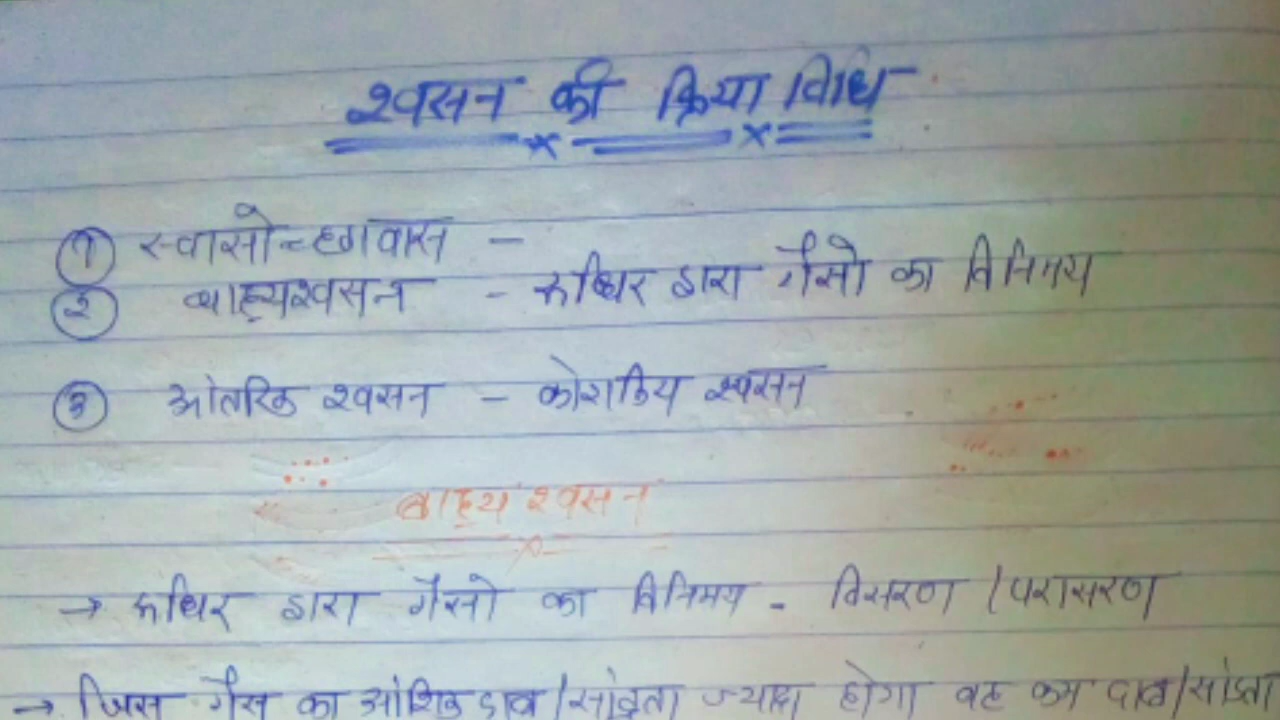 श्वसन की क्रिया विधि
① स्वासोच्छवास -
② बाह्यश्वसन - रूधिर द्वारा गैसो का विनिमय
③ आंतरिक श्वसन - कोशकिय श्वसन
बाह्य श्वसन
→ रूधिर द्वारा गैसो का विनिमय - विसरण / परासरण
→ जिस गैस का आंशिक दाब/सांद्रता ज्यादा होगा वह कम दाब/सांद्रता